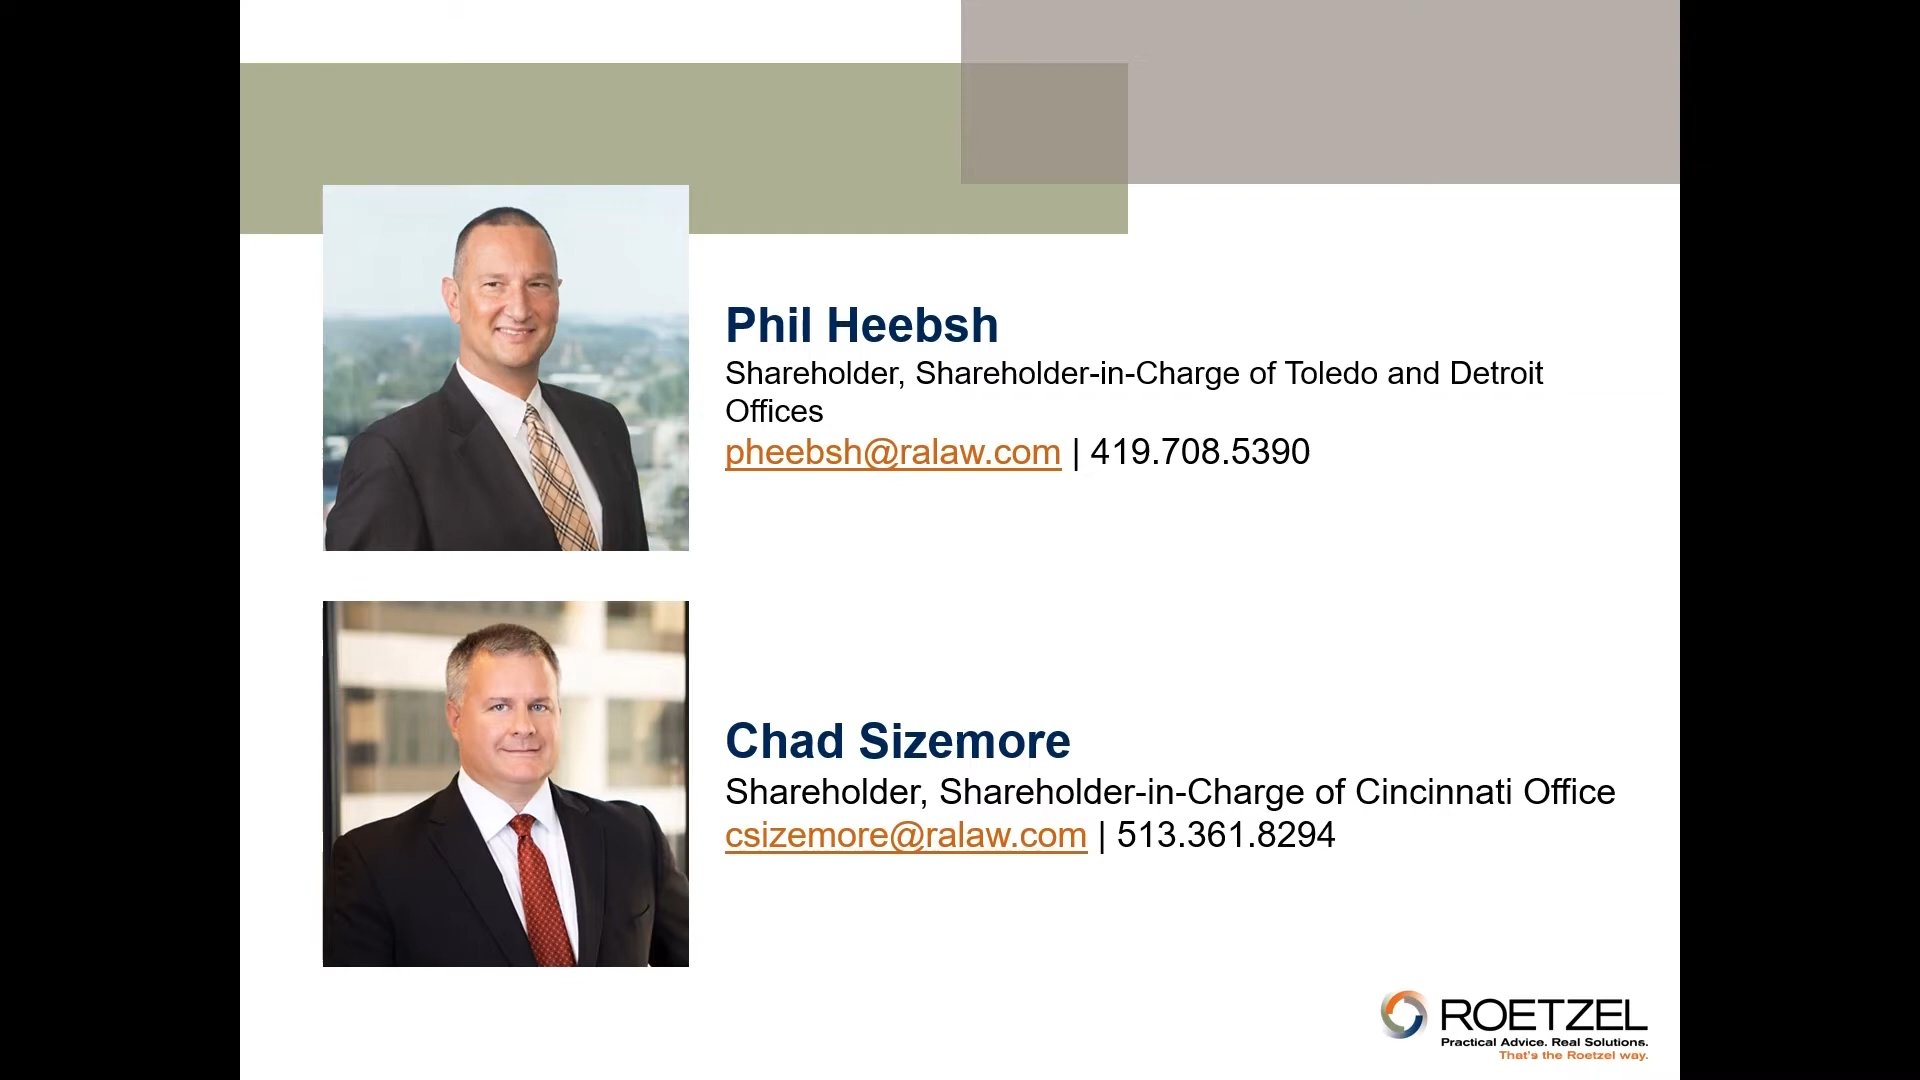 Phil Heebsh
Shareholder, Shareholder-in-Charge of Toledo and Detroit
Offices
pheebsh@ralaw.com | 419.708.5390
Chad Sizemore
Shareholder, Shareholder-in-Charge of Cincinnati Office
csizemore@ralaw.com | 513.361.8294
ROETZEL
Practical Advice. Real Solutions.
That's the Roetzel way.